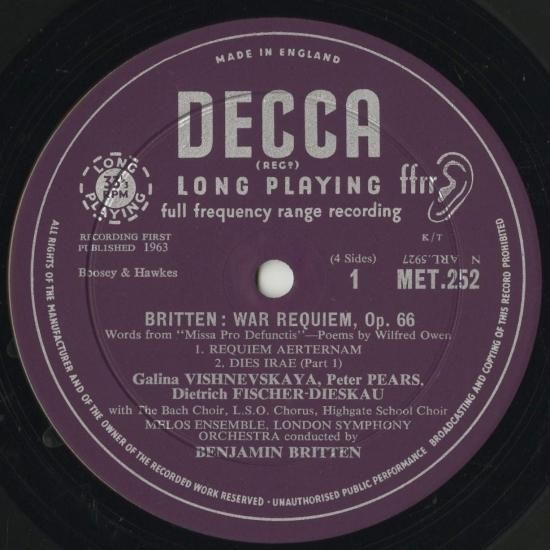 MADE IN ENGLAND
DECCA
(REGD)
LONG PLAYING ffrr
full frequency range recording
LONG
33⅓
RPM
PLAYING
RECORDING FIRST
PUBLISHED 1963
K/T
ARL.5927
N
Boosey & Hawkes
(4 Sides)
1
MET.252
BRITTEN: WAR REQUIEM, Op. 66
Words from "Missa Pro Defunctis"—Poems by Wilfred Owen
1. REQUIEM AERTERNAM
2. DIES IRAE (Part 1)
Galina VISHNEVSKAYA, Peter PEARS,
Dietrich FISCHER-DIESKAU
with The Bach Choir, L.S.O. Chorus, Highgate School Choir
MELOS ENSEMBLE, LONDON SYMPHONY
ORCHESTRA conducted by
BENJAMIN BRITTEN
ALL RIGHTS OF THE MANUFACTURER AND OF THE OWNER OF THE RECORDED WORK RESERVED · UNAUTHORISED PUBLIC PERFORMANCE BROADCASTING AND COPYING OF THIS RECORD PROHIBITED